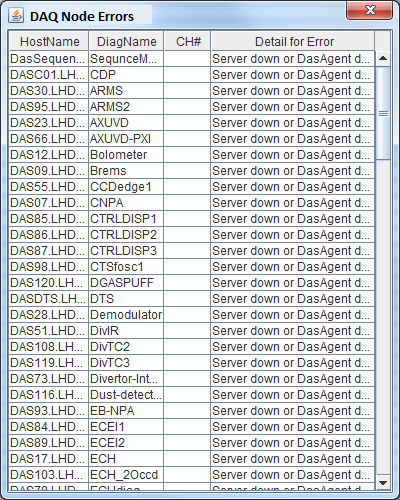 DAQ Node Errors
HostName DiagName CH# Detail for Error
DasSequen... SequnceM... Server down or DasAgent d...
DASC01.LH... CDP Server down or DasAgent d...
DAS30.LHD... ARMS Server down or DasAgent d...
DAS95.LHD... ARMS2 Server down or DasAgent d...
DAS23.LHD... AXUVD Server down or DasAgent d...
DAS66.LHD... AXUVD-PXI Server down or DasAgent d...
DAS12.LHD... Bolometer Server down or DasAgent d...
DAS09.LHD... Brems Server down or DasAgent d...
DAS55.LHD... CCDedge1 Server down or DasAgent d...
DAS07.LHD... CNPA Server down or DasAgent d...
DAS85.LHD... CTRLDISP1 Server down or DasAgent d...
DAS86.LHD... CTRLDISP2 Server down or DasAgent d...
DAS87.LHD... CTRLDISP3 Server down or DasAgent d...
DAS98.LHD... CTSfosc1 Server down or DasAgent d...
DAS120.LH... DGASPUFF Server down or DasAgent d...
DASDTS.LH... DTS Server down or DasAgent d...
DAS28.LHD... Demodulator Server down or DasAgent d...
DAS51.LHD... DivIR Server down or DasAgent d...
DAS108.LH... DivTC2 Server down or DasAgent d...
DAS119.LH... DivTC3 Server down or DasAgent d...
DAS73.LHD... Divertor-Int... Server down or DasAgent d...
DAS116.LH... Dust-detect... Server down or DasAgent d...
DAS93.LHD... EB-NPA Server down or DasAgent d...
DAS84.LHD... ECEI1 Server down or DasAgent d...
DAS89.LHD... ECEI2 Server down or DasAgent d...
DAS17.LHD... ECH Server down or DasAgent d...
DAS103.LH... ECH_2Occd Server down or DasAgent d...